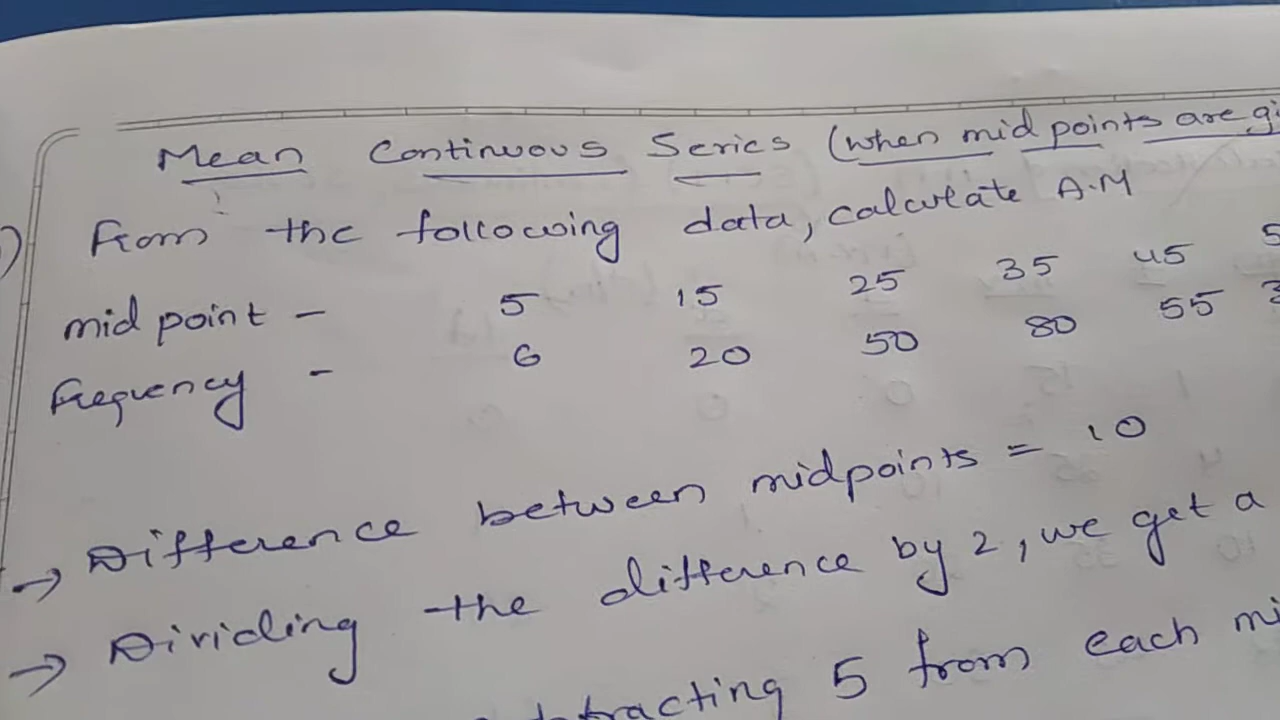 Mean Continuous Series (when mid points are
From the following data, calculate A.M
mid point - 5 15 25 35 45
frequency - 6 20 50 80 55
→ Difference between midpoints = 10
→ Dividing the difference by 2, we get a
5 from each